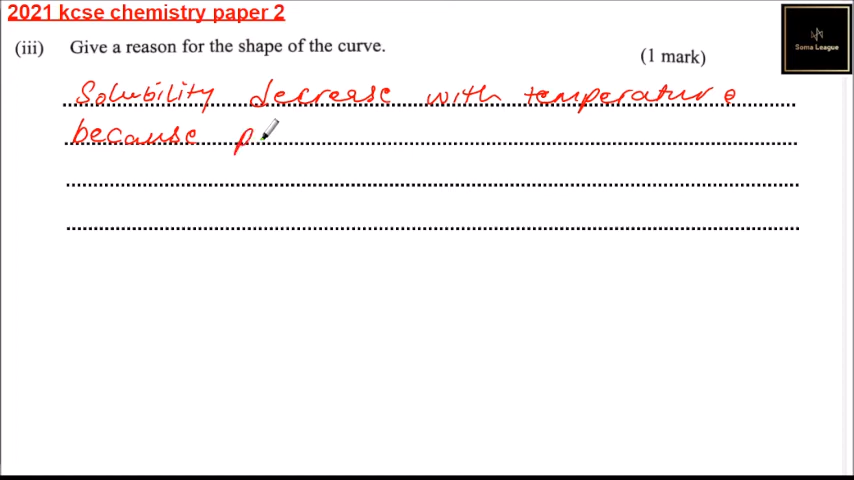 2021 kcse chemistry paper 2
(iii) Give a reason for the shape of the curve.
(1 mark)
Soma League
Solubility decrease with temperature
because p